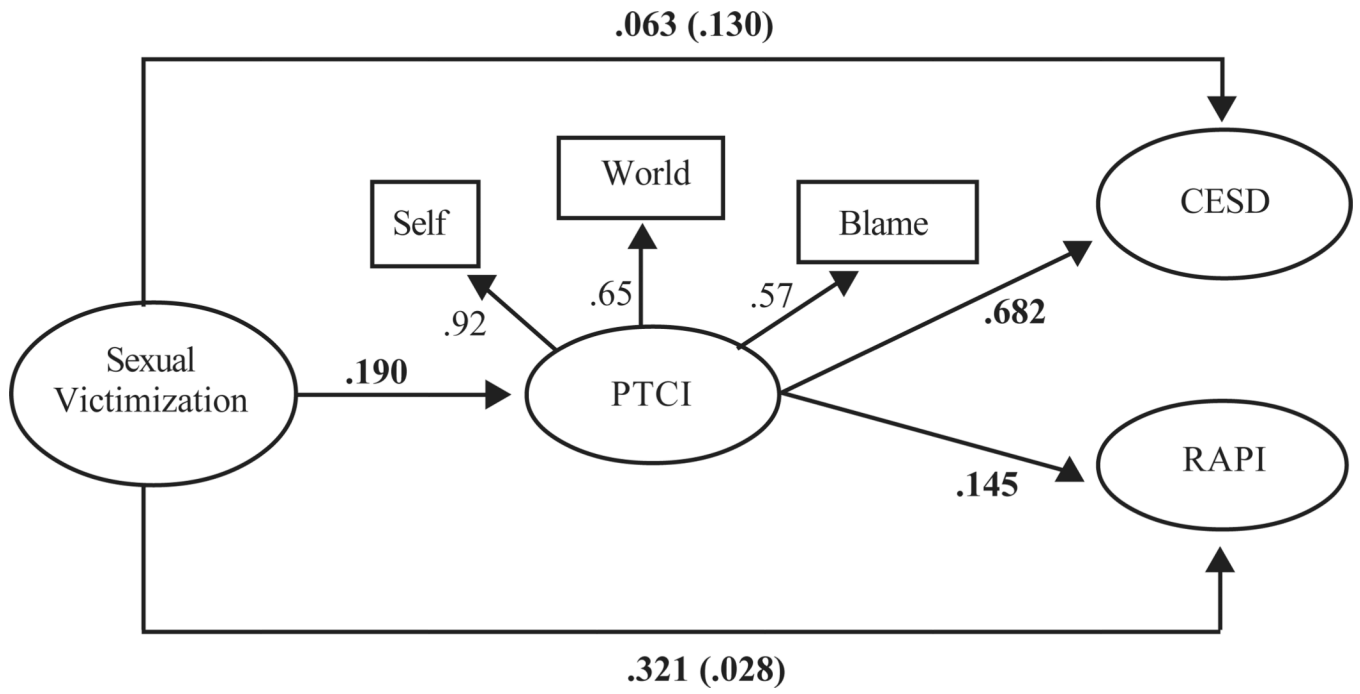 .063 (.130)
World
Self
Blame
CESD
.92
.65
.57
.682
Sexual
Victimization
.190
PTCI
RAPI
.145
.321 (.028)